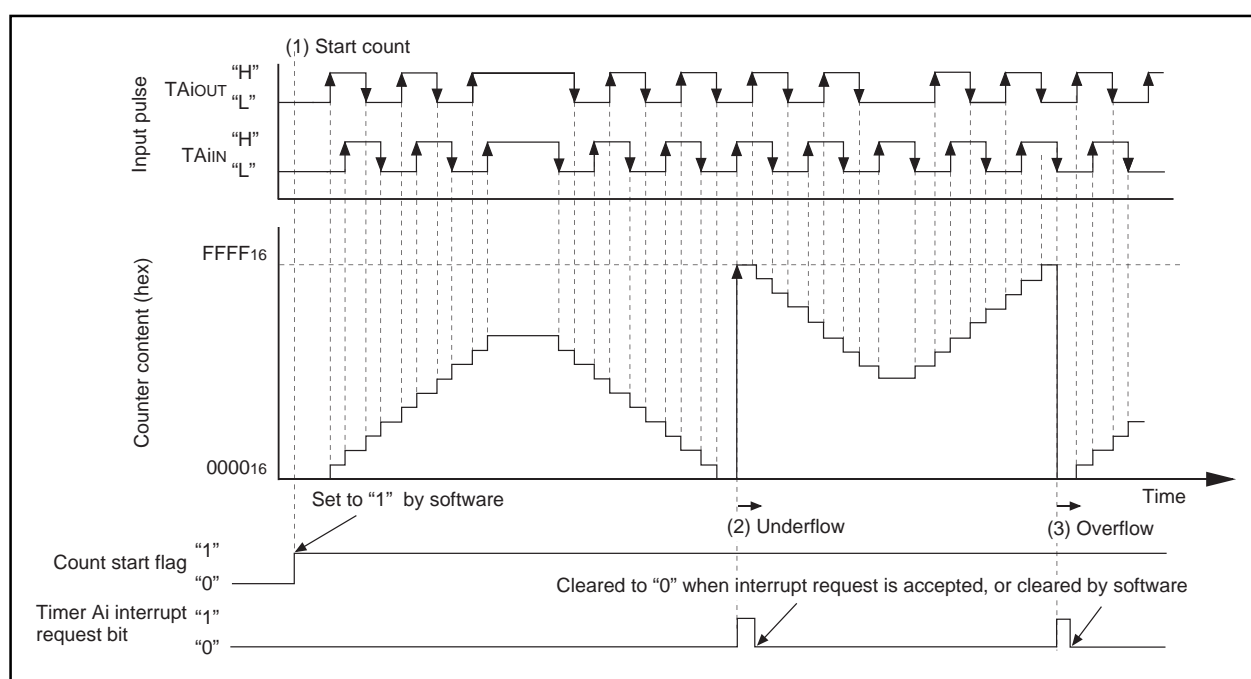 (1) Start count
Input pulse
TAiOUT “H”
“L”
TAiIN “H”
“L”
Counter content (hex)
FFFF16
000016
Time
Set to “1” by software
(2) Underflow
(3) Overflow
Count start flag “1”
“0”
Cleared to “0” when interrupt request is accepted, or cleared by software
Timer Ai interrupt request bit “1”
“0”